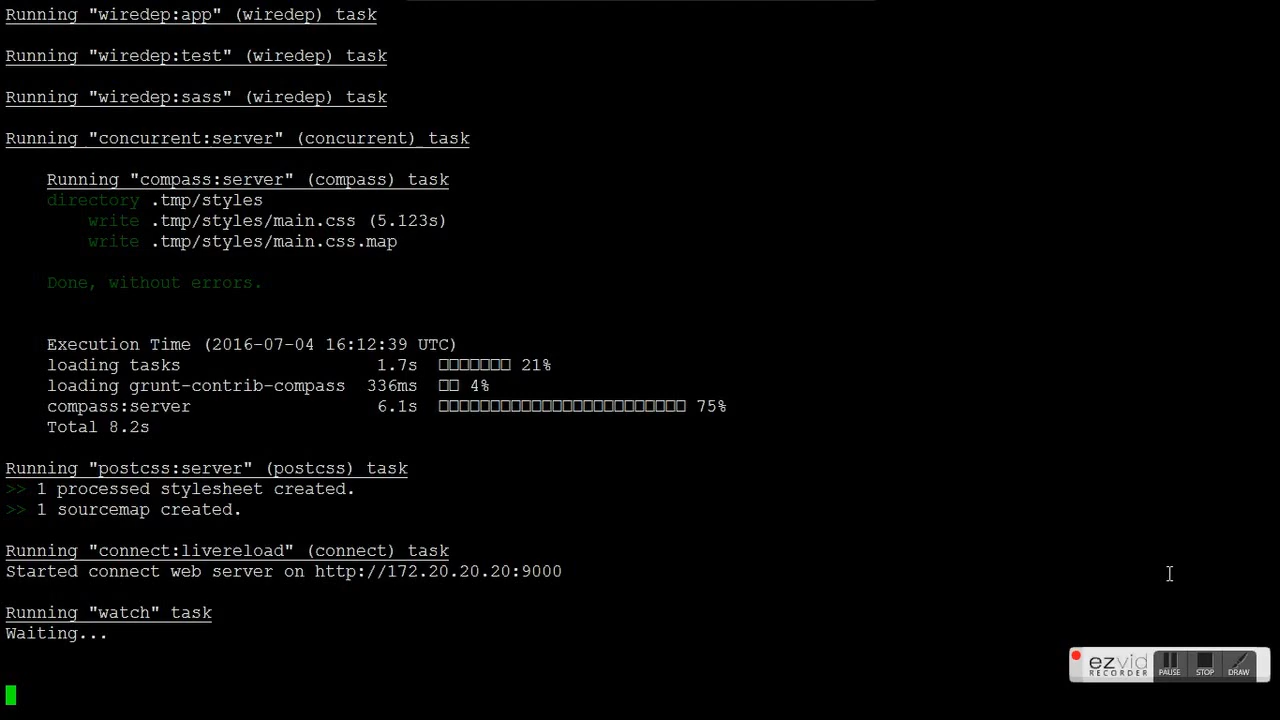 Running "wiredep:app" (wiredep) task
Running "wiredep:test" (wiredep) task
Running "wiredep:sass" (wiredep) task
Running "concurrent:server" (concurrent) task
Running "compass:server" (compass) task
directory .tmp/styles
write .tmp/styles/main.css (5.123s)
write .tmp/styles/main.css.map
Done, without errors.
Execution Time (2016-07-04 16:12:39 UTC)
loading tasks 1.7s 21%
loading grunt-contrib-compass 336ms 4%
compass:server 6.1s 75%
Total 8.2s
Running "postcss:server" (postcss) task
>> 1 processed stylesheet created.
>> 1 sourcemap created.
Running "connect:livereload" (connect) task
Started connect web server on http://172.20.20.20:9000
Running "watch" task
Waiting...
ezvid
RECORDER
PAUSE STOP DRAW